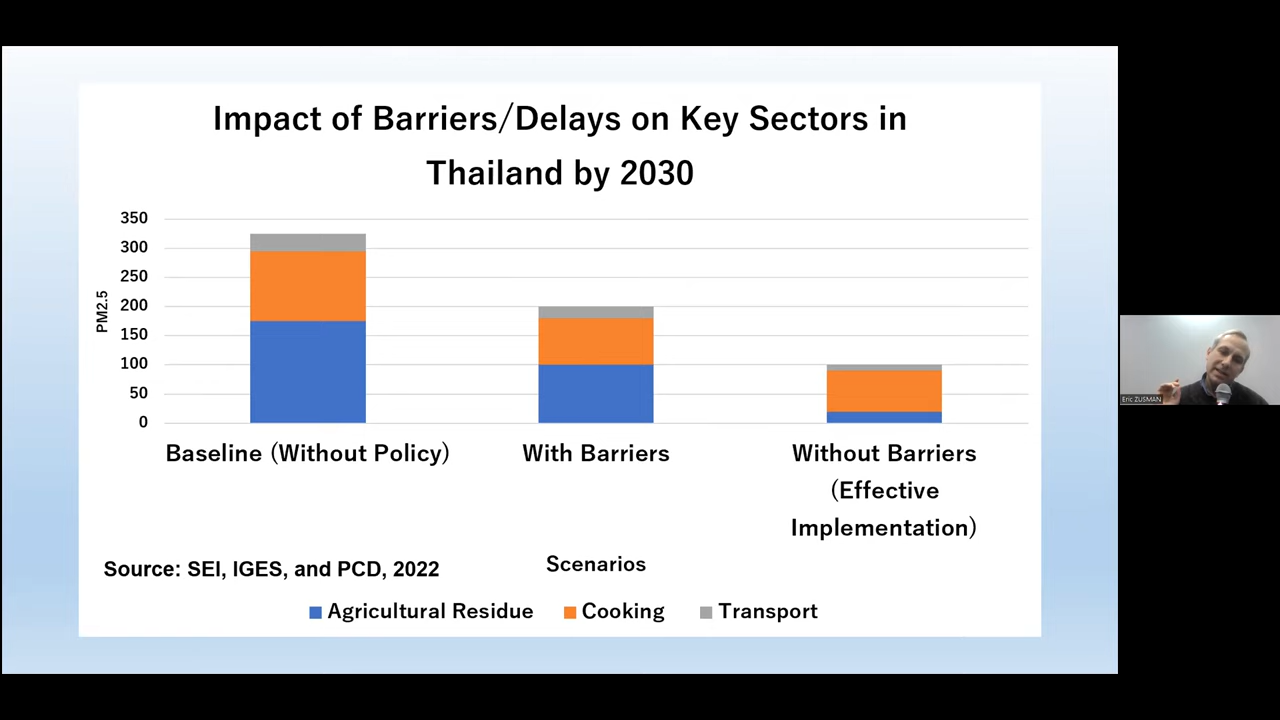 Impact of Barriers/Delays on Key Sectors in
Thailand by 2030
350
300
250
200
150
100
50
0
PM2.5
Baseline (Without Policy)
With Barriers
Without Barriers
(Effective
Implementation)
Scenarios
Source: SEI, IGES, and PCD, 2022
Agricultural Residue
Cooking
Transport
Eric ZUSMAN